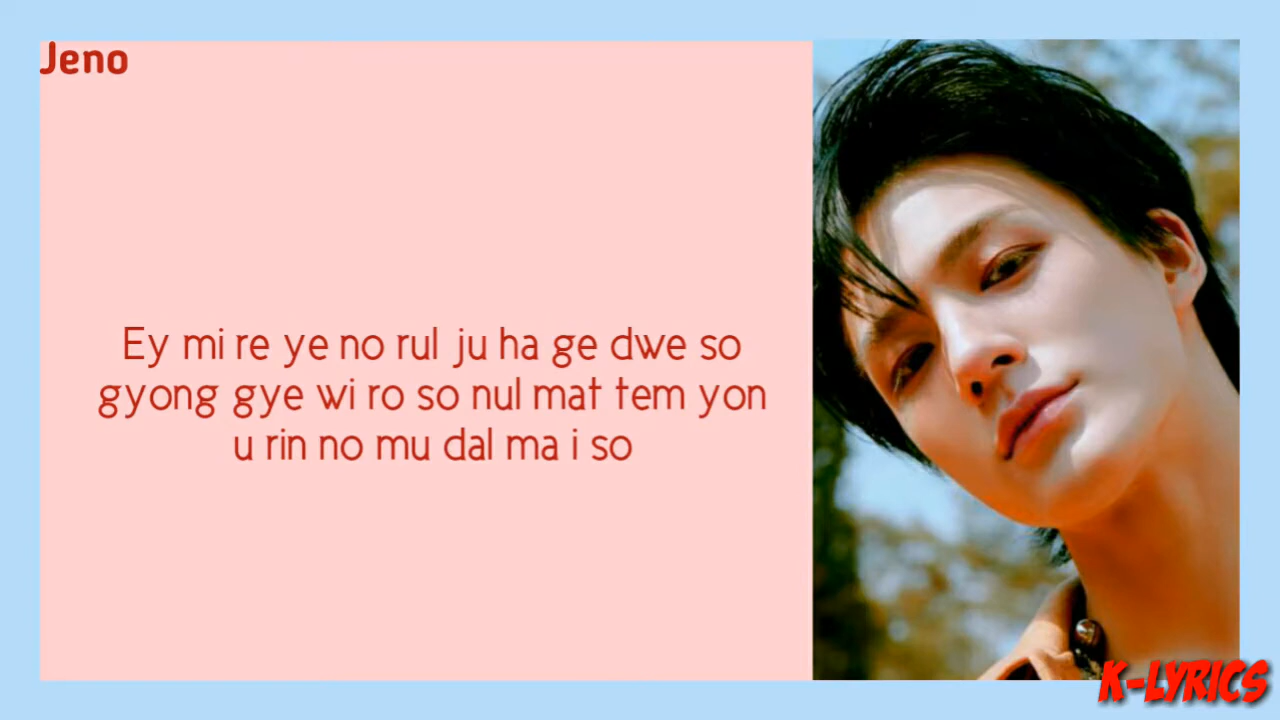 Jeno
Ey mi re ye no rul ju ha ge dwe so
gyong gye wi ro so nul mat tem yon
u rin no mu dal ma i so
K-LYRICS